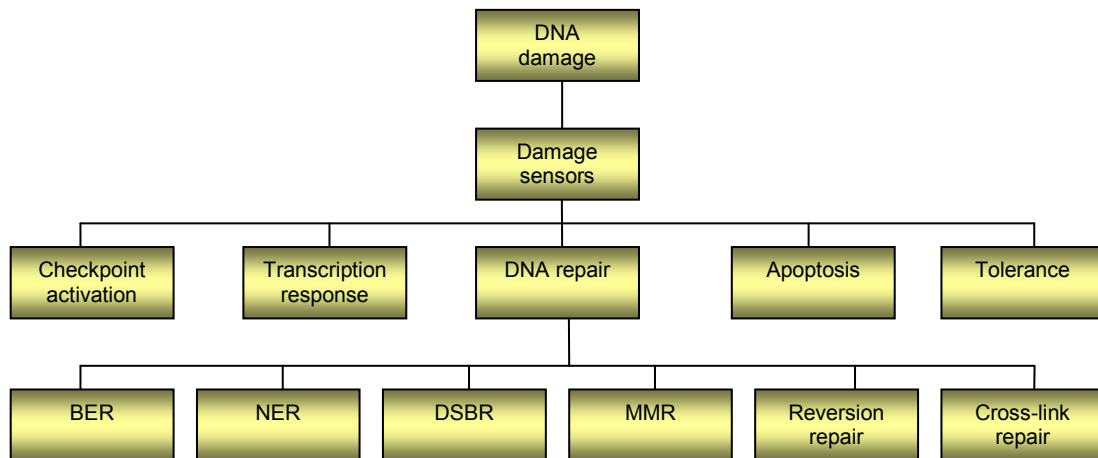 DNA
damage
Damage
sensors
Checkpoint
activation
Transcription
response
DNA repair
Apoptosis
Tolerance
BER
NER
DSBR
MMR
Reversion
repair
Cross-link
repair